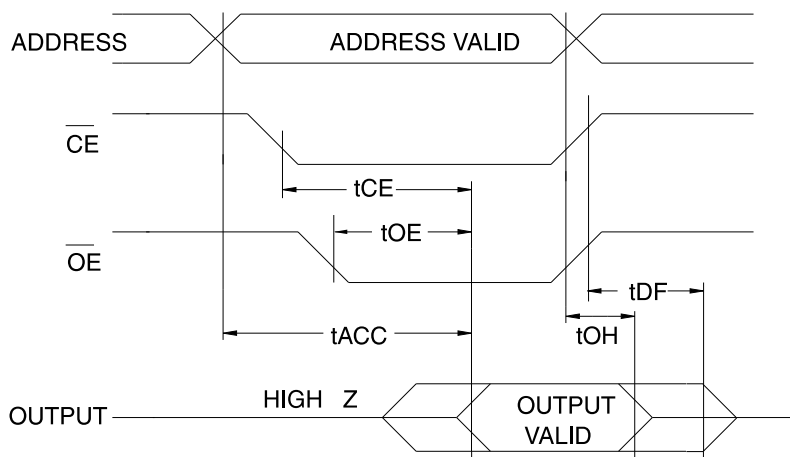 ADDRESS
ADDRESS VALID
CE
tCE
tOE
OE
tDF
tACC
tOH
HIGH Z
OUTPUT
OUTPUT
VALID